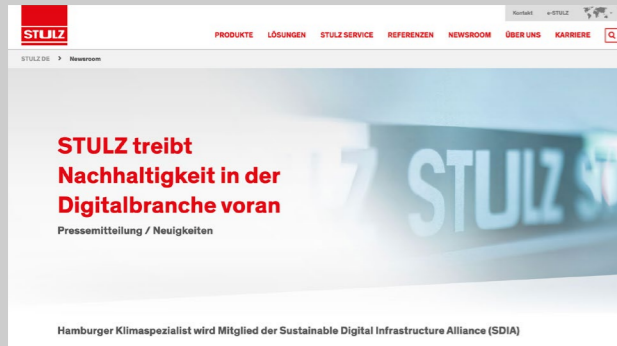 Kontakt e-STULZ
STULZ
PRODUKTE LÖSUNGEN STULZ SERVICE REFERENZEN NEWSROOM ÜBER UNS KARRIERE
STULZ DE > Newsroom
STULZ treibt
Nachhaltigkeit in der
Digitalbranche voran
Pressemitteilung / Neuigkeiten
STULZ
Hamburger Klimaspezialist wird Mitglied der Sustainable Digital Infrastructure Alliance (SDIA)